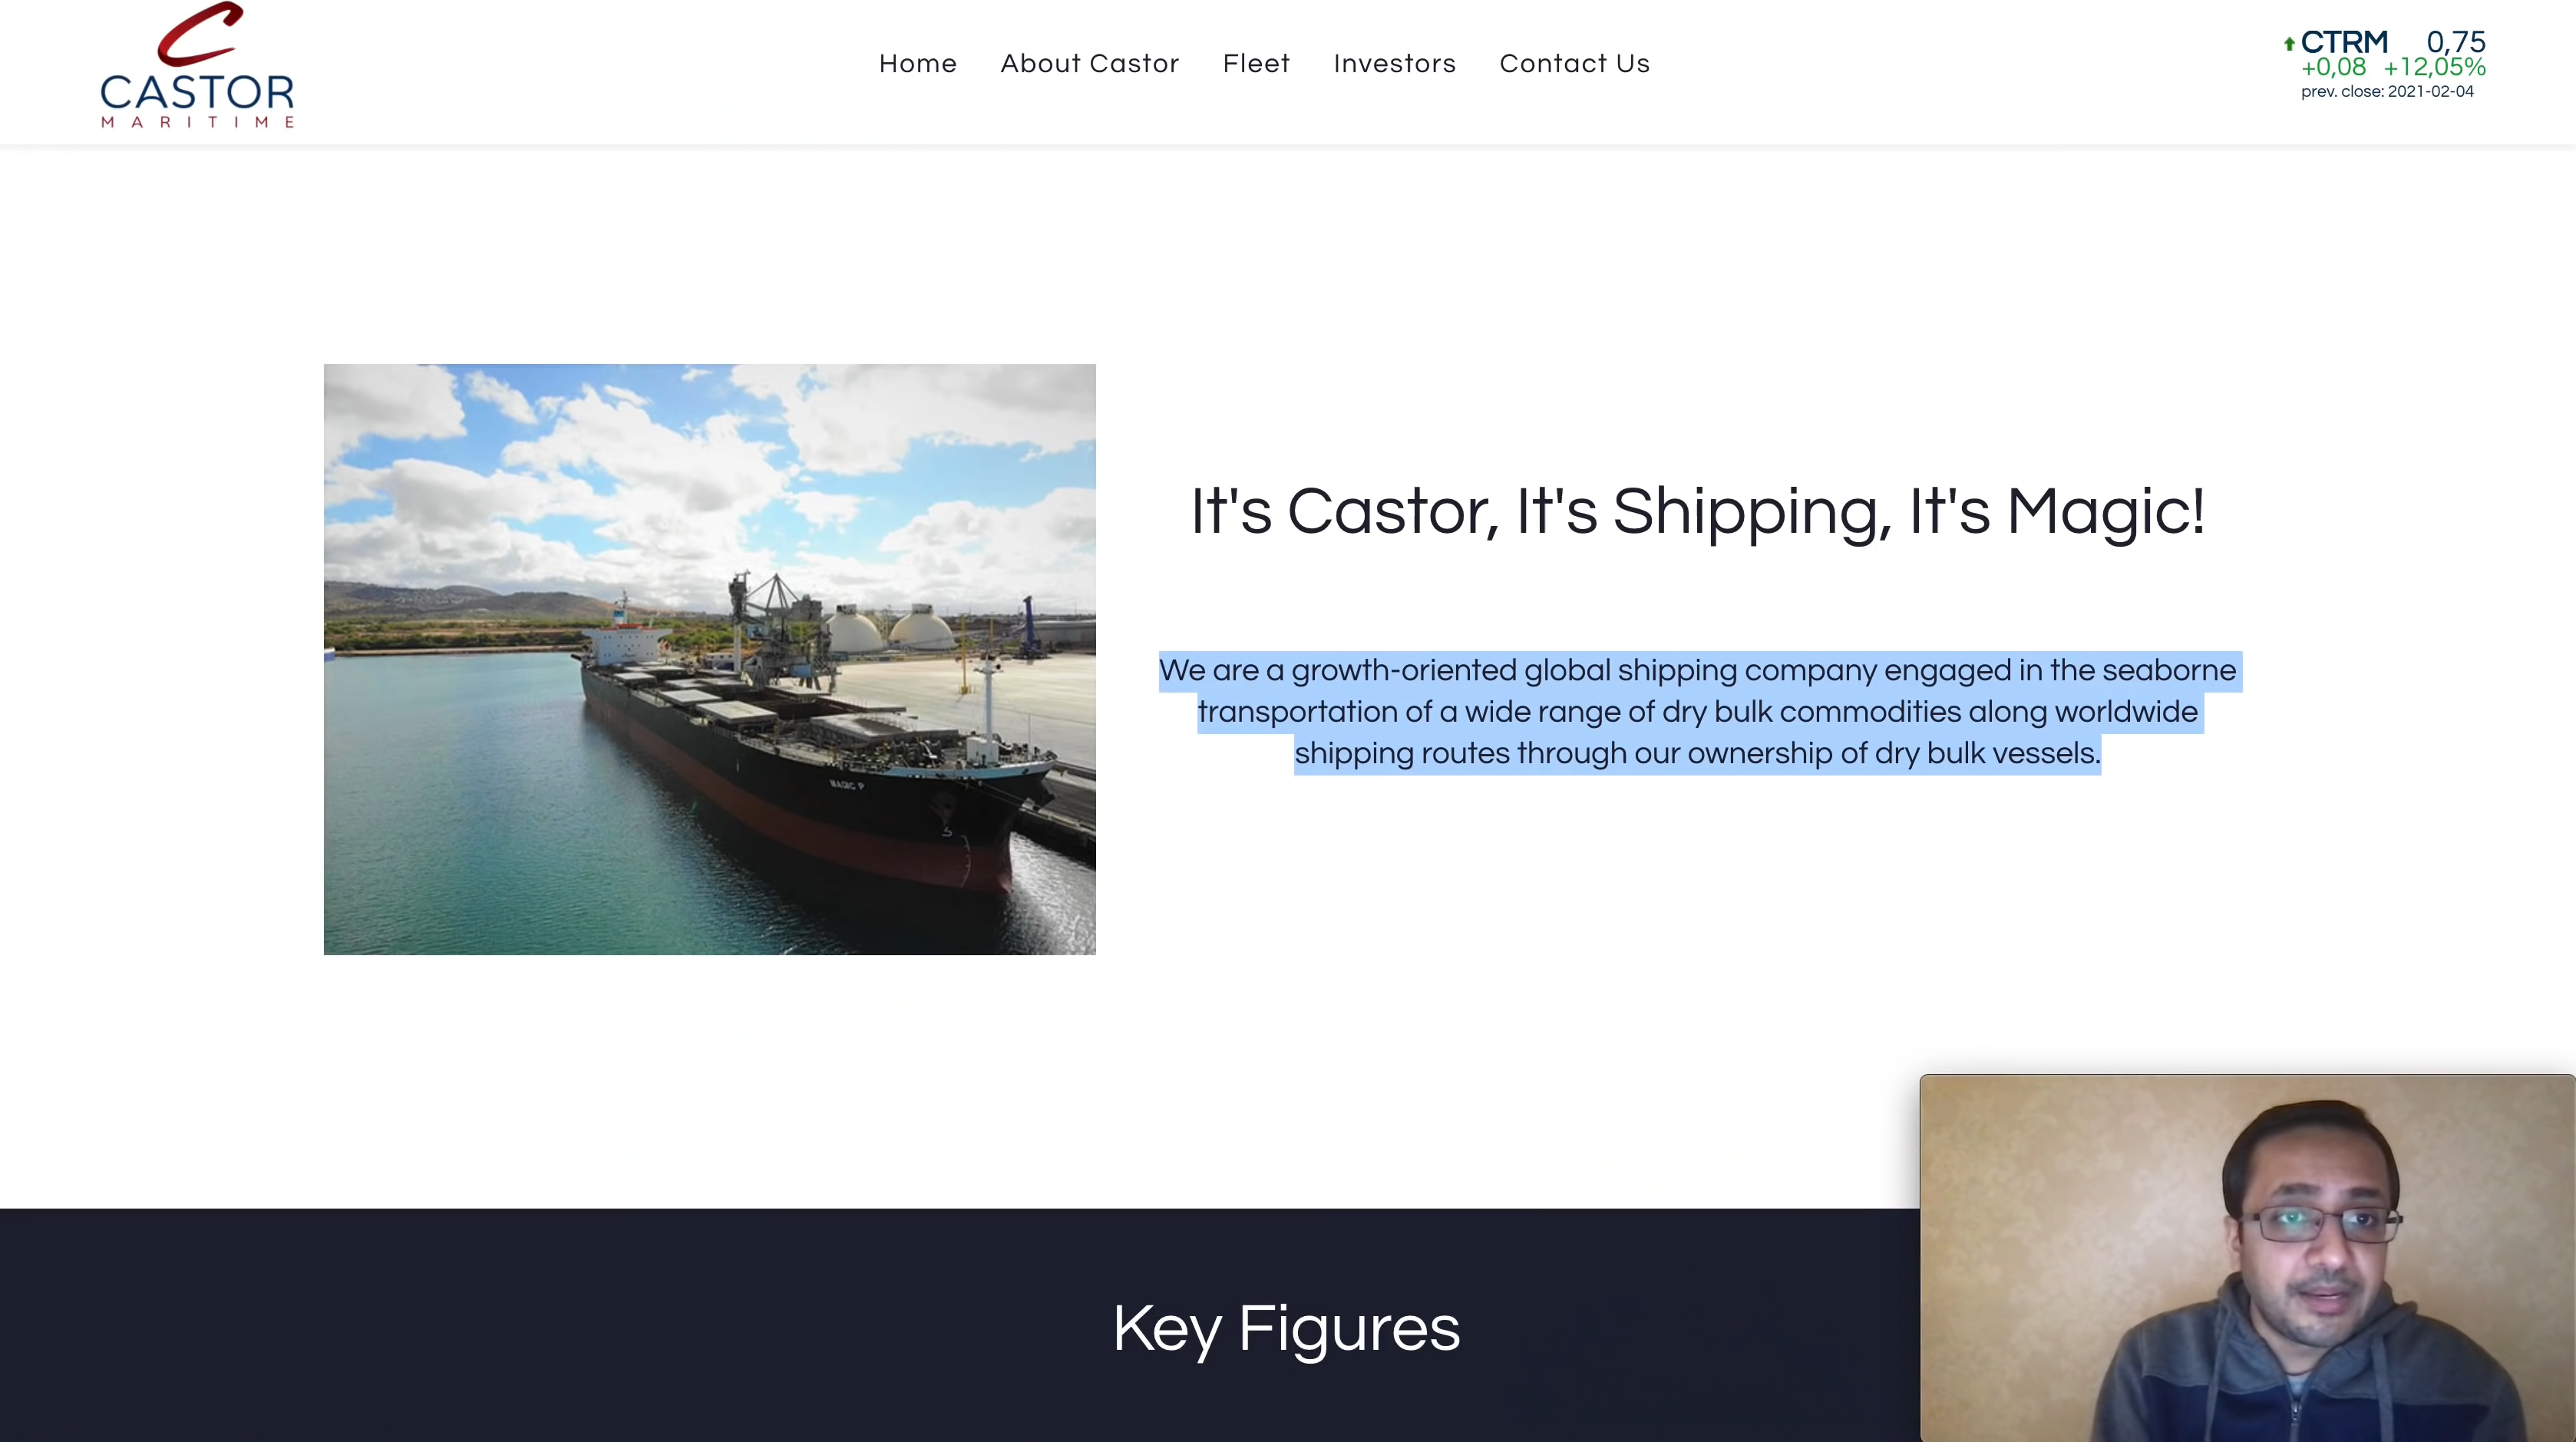 CASTOR
MARITIME
Home About Castor Fleet Investors Contact Us
CTRM 0,75
+0,08 +12,05%
prev. close: 2021-02-04
It's Castor, It's Shipping, It's Magic!
We are a growth-oriented global shipping company engaged in the seaborne
transportation of a wide range of dry bulk commodities along worldwide
shipping routes through our ownership of dry bulk vessels.
MAGIC P
Key Figures